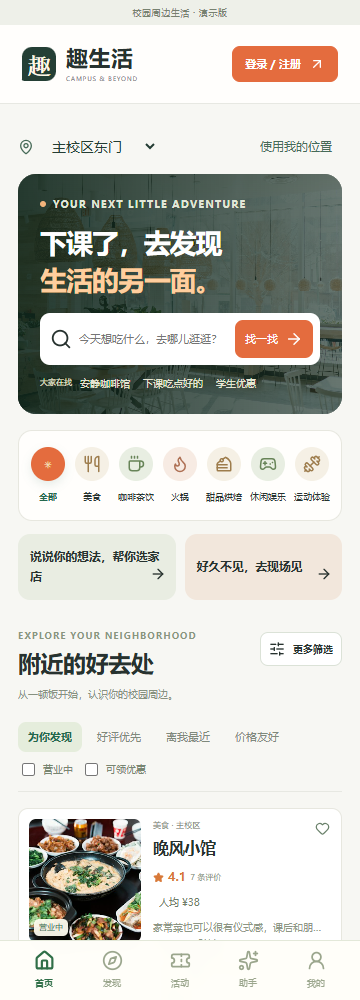 校园周边生活 · 演示版
趣
趣生活
CAMPUS & BEYOND
登录 / 注册
主校区东门
使用我的位置
YOUR NEXT LITTLE ADVENTURE
下课了，去发现
生活的另一面。
今天想吃什么，去哪儿逛逛？
找一找
大家在找 安静咖啡馆 下课吃点好的 学生优惠
全部 美食 咖啡茶饮 火锅 甜品烘焙 休闲娱乐 运动体验
说说你的想法，帮你选家店
好久不见，去现场见
EXPLORE YOUR NEIGHBORHOOD
附近的好去处
更多筛选
从一顿饭开始，认识你的校园周边。
为你发现 好评优先 离我最近 价格友好
营业中 可领优惠
美食 · 主校区
晚风小馆
4.1 7 条评价
人均 ¥38
家常菜也可以很有仪式感，课后和朋...
营业中
首页 发现 活动 助手 我的